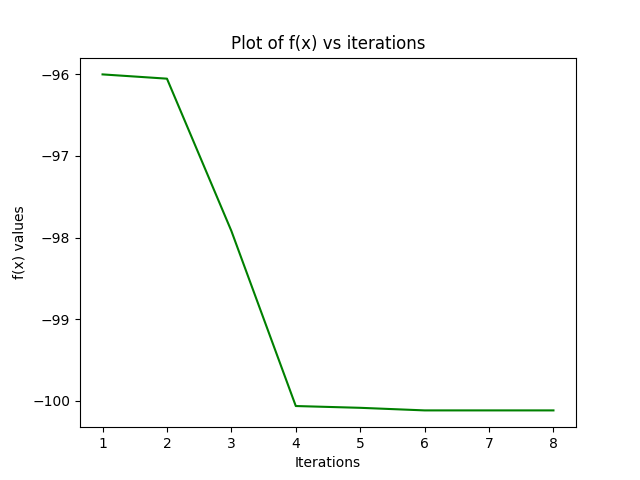 Plot of f(x) vs iterations
−96
−97
−98
−99
−100
f(x) values
1 2 3 4 5 6 7 8
Iterations